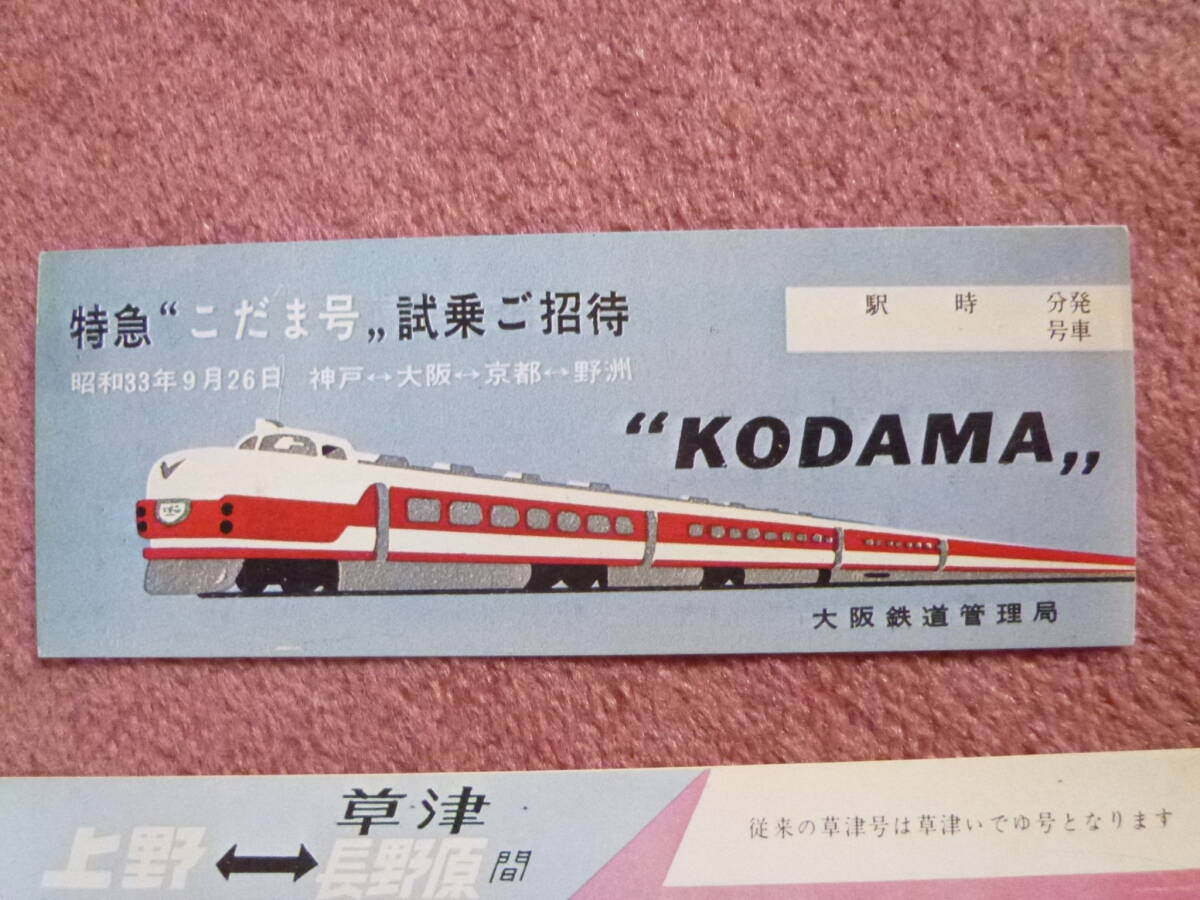 特急“こだま号„試乗ご招待
昭和33年9月26日 神戸↔大阪↔京都↔野洲
駅 時 分発
号車
“KODAMA„
大阪鉄道管理局
草津
上野⟷長野原間
従来の草津号は草津いでゆ号となります